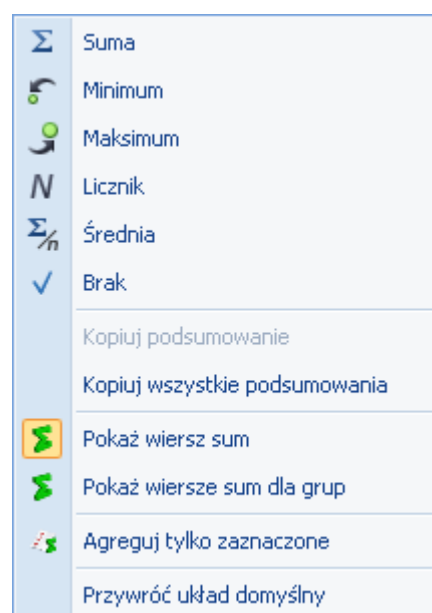 Suma
Minimum
Maksimum
Licznik
Średnia
Brak
Kopiuj podsumowanie
Kopiuj wszystkie podsumowania
Pokaż wiersz sum
Pokaż wiersze sum dla grup
Agreguj tylko zaznaczone
Przywróć układ domyślny